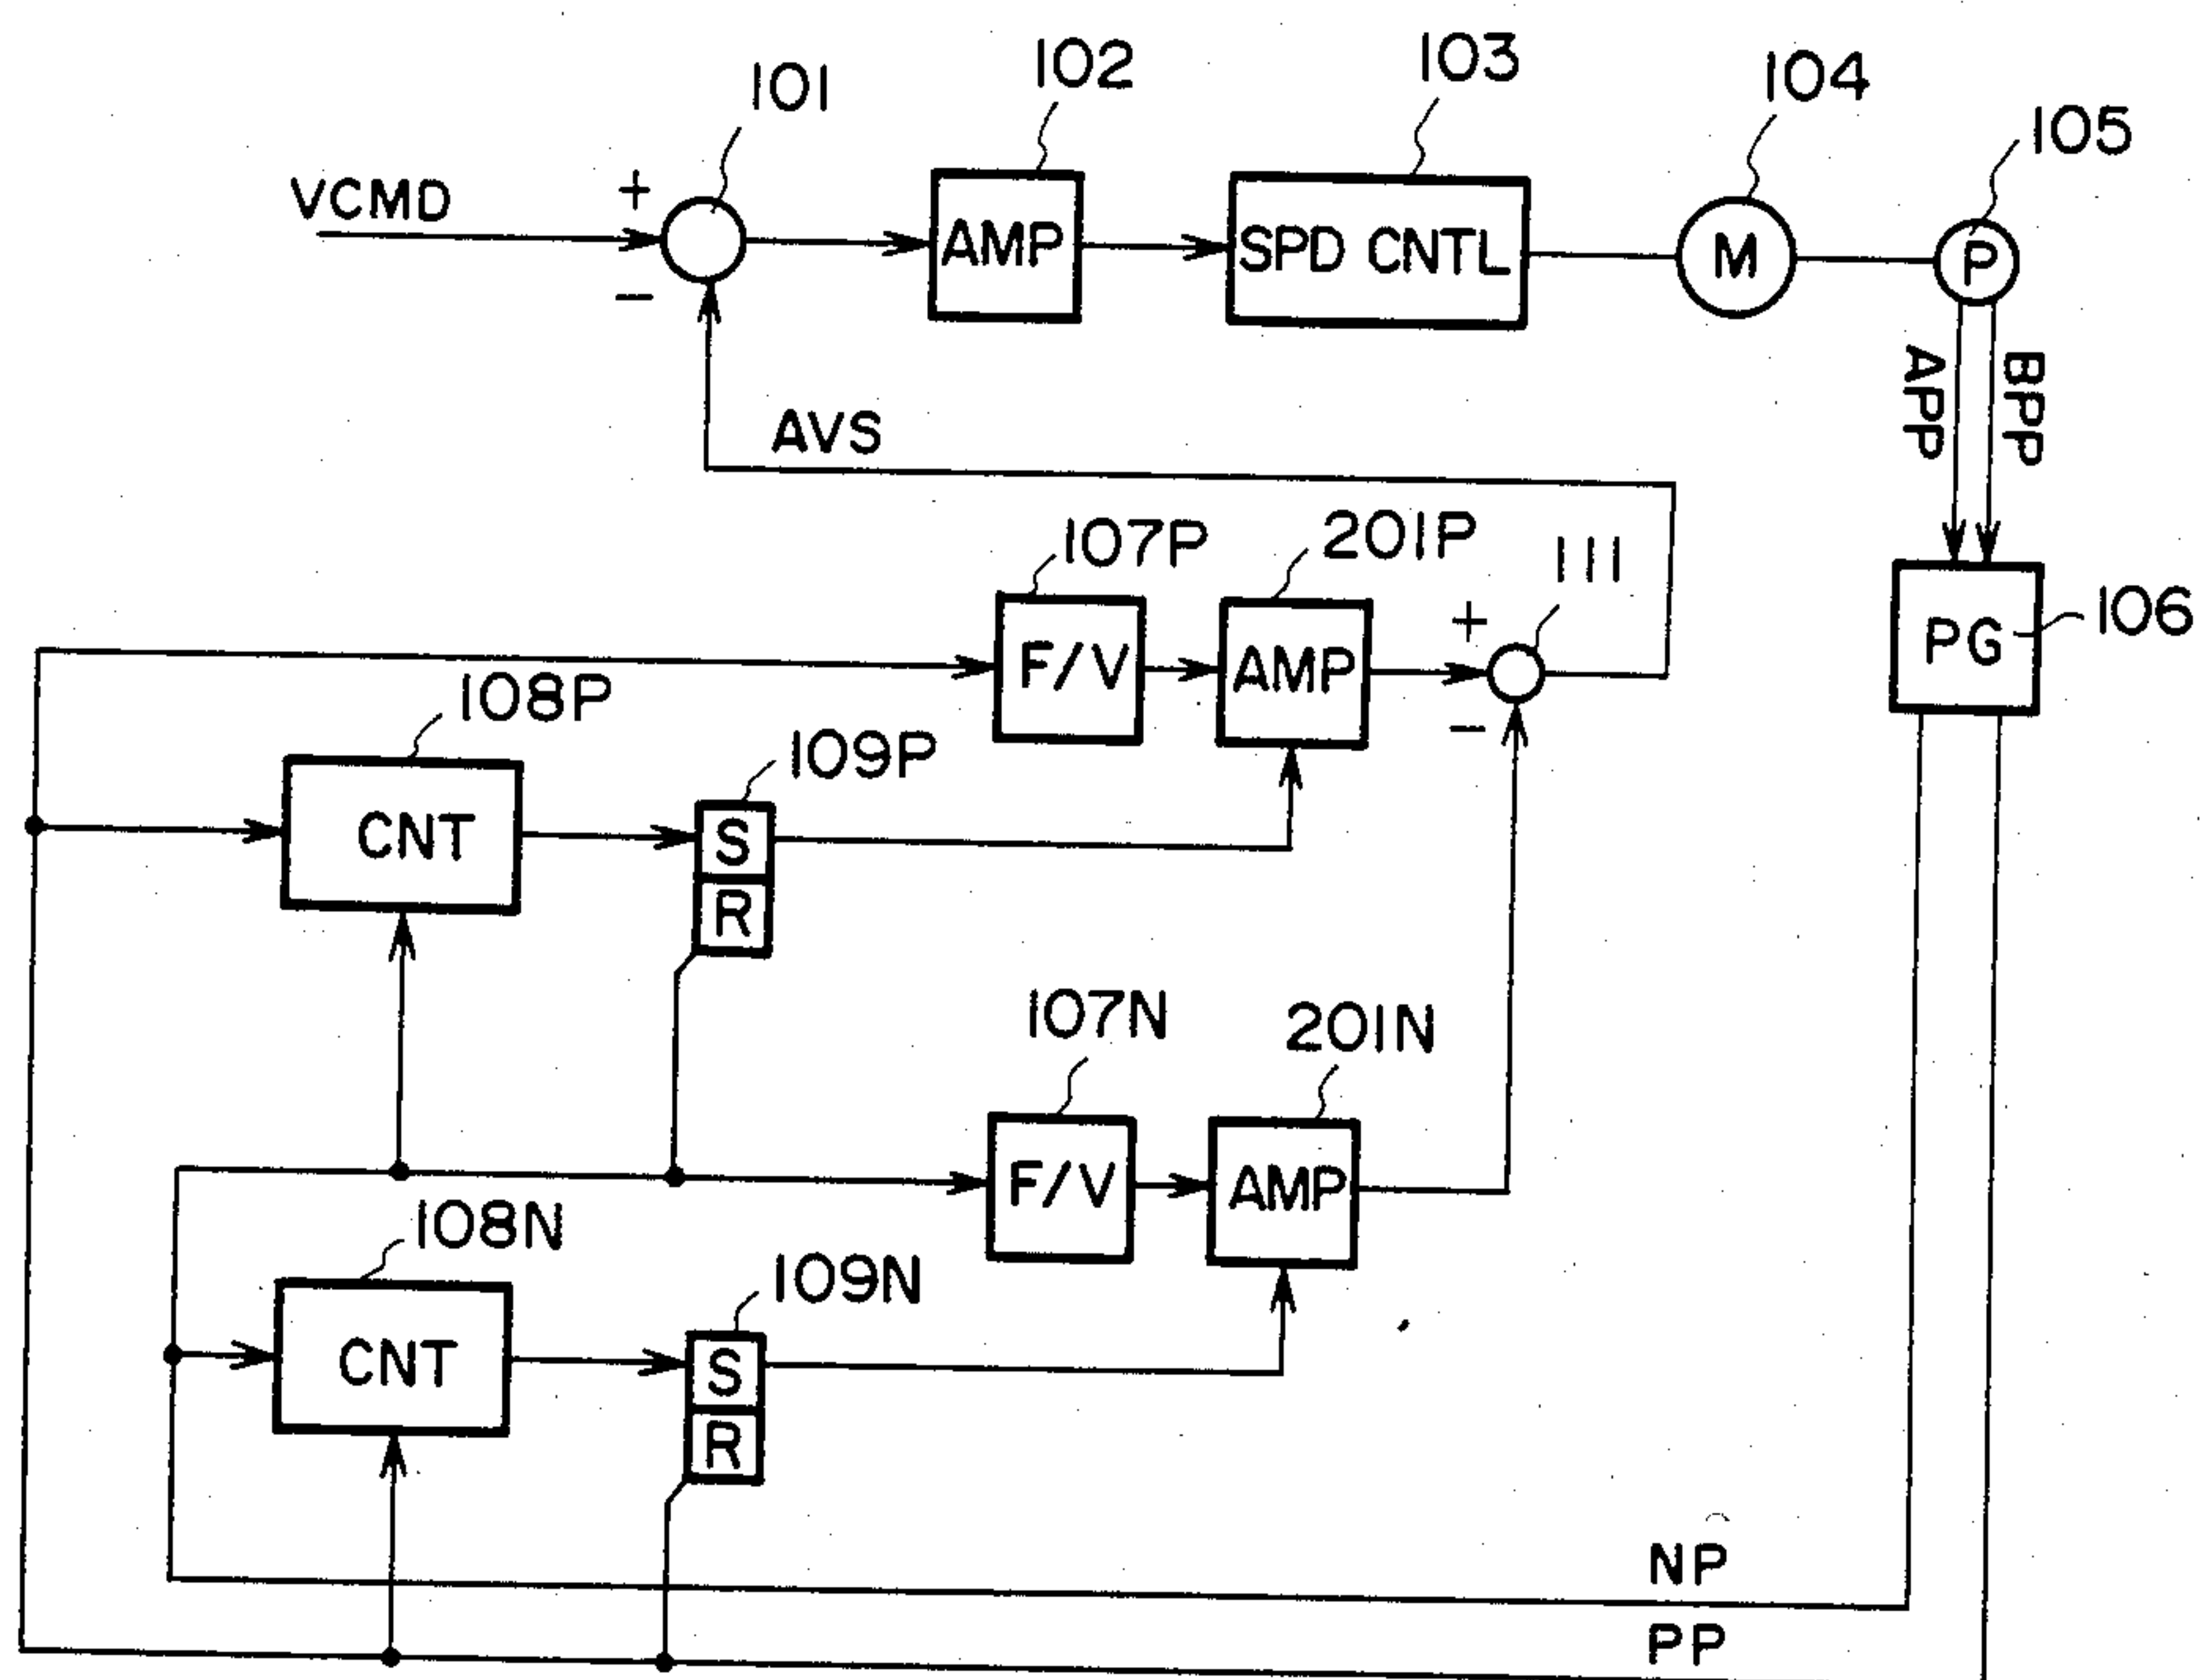 101
102
103
104
105
VCMD
+
−
AMP
SPD CNTL
M
P
APP
BPP
AVS
107P
201P
111
106
F/V
AMP
+
−
PG
108P
109P
CNT
S
R
107N
201N
F/V
AMP
108N
109N
CNT
S
R
NP
PP